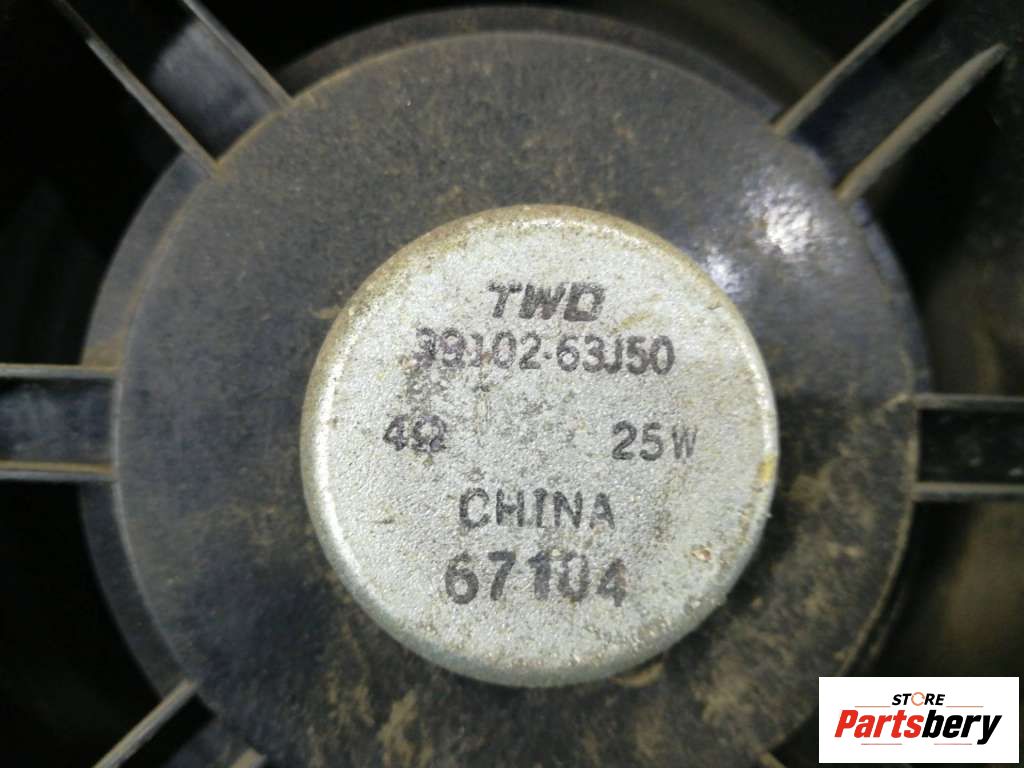 TWD
39102-63J50
4Ω 25W
CHINA
67104
STORE
Partsbery